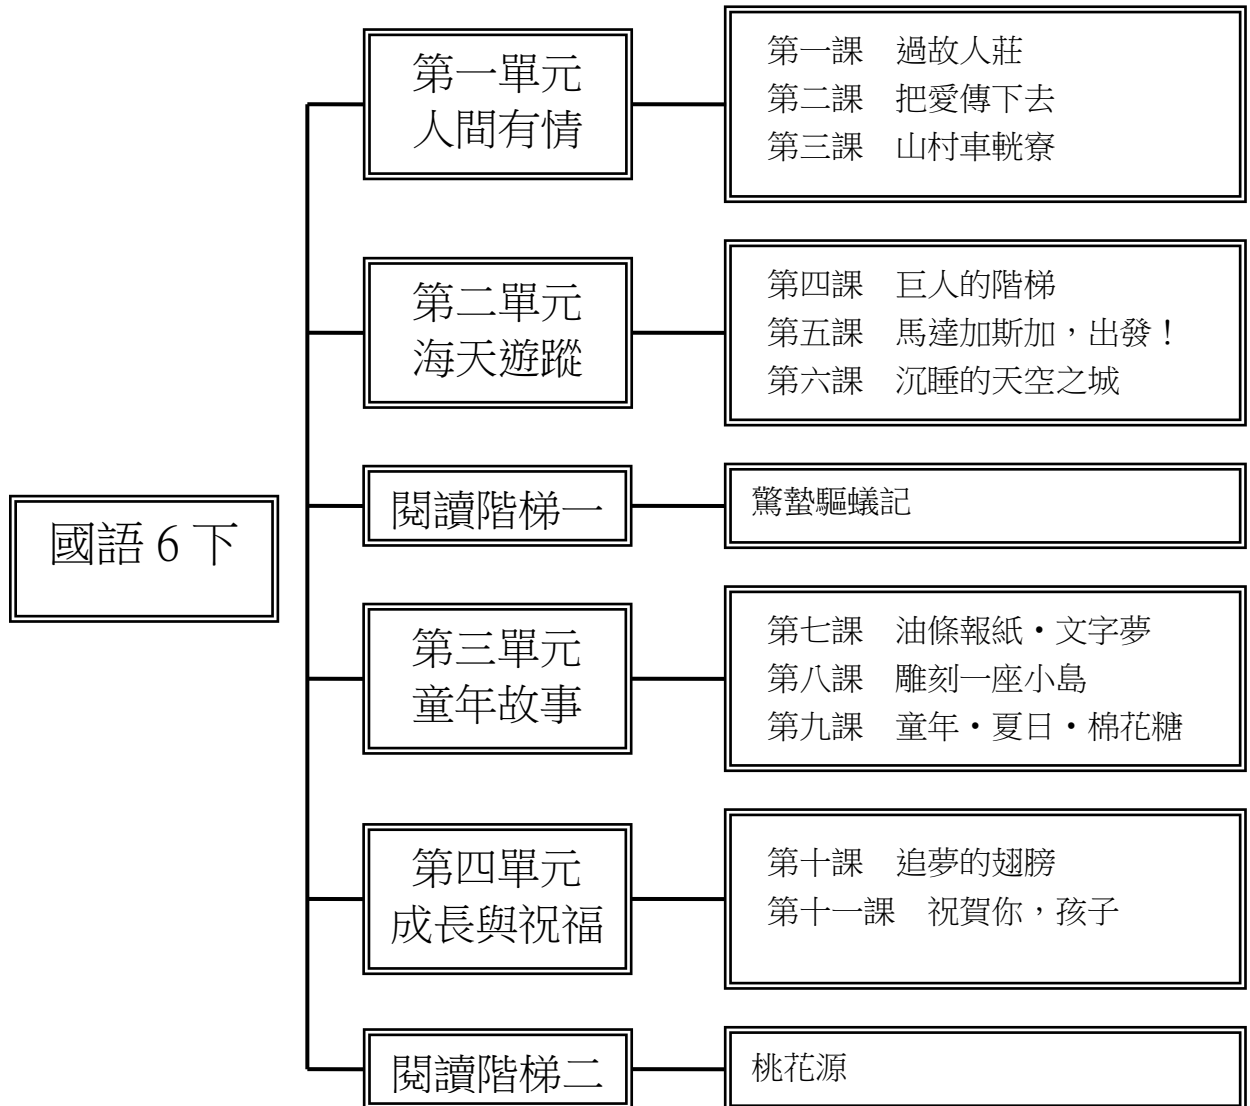 國語 6 下
第一單元
人間有情
第一課　過故人莊
第二課　把愛傳下去
第三課　山村車輄寮
第二單元
海天遊蹤
第四課　巨人的階梯
第五課　馬達加斯加，出發！
第六課　沉睡的天空之城
閱讀階梯一
驚蟄驅蟻記
第三單元
童年故事
第七課　油條報紙•文字夢
第八課　雕刻一座小島
第九課　童年•夏日•棉花糖
第四單元
成長與祝福
第十課　追夢的翅膀
第十一課　祝賀你，孩子
閱讀階梯二
桃花源